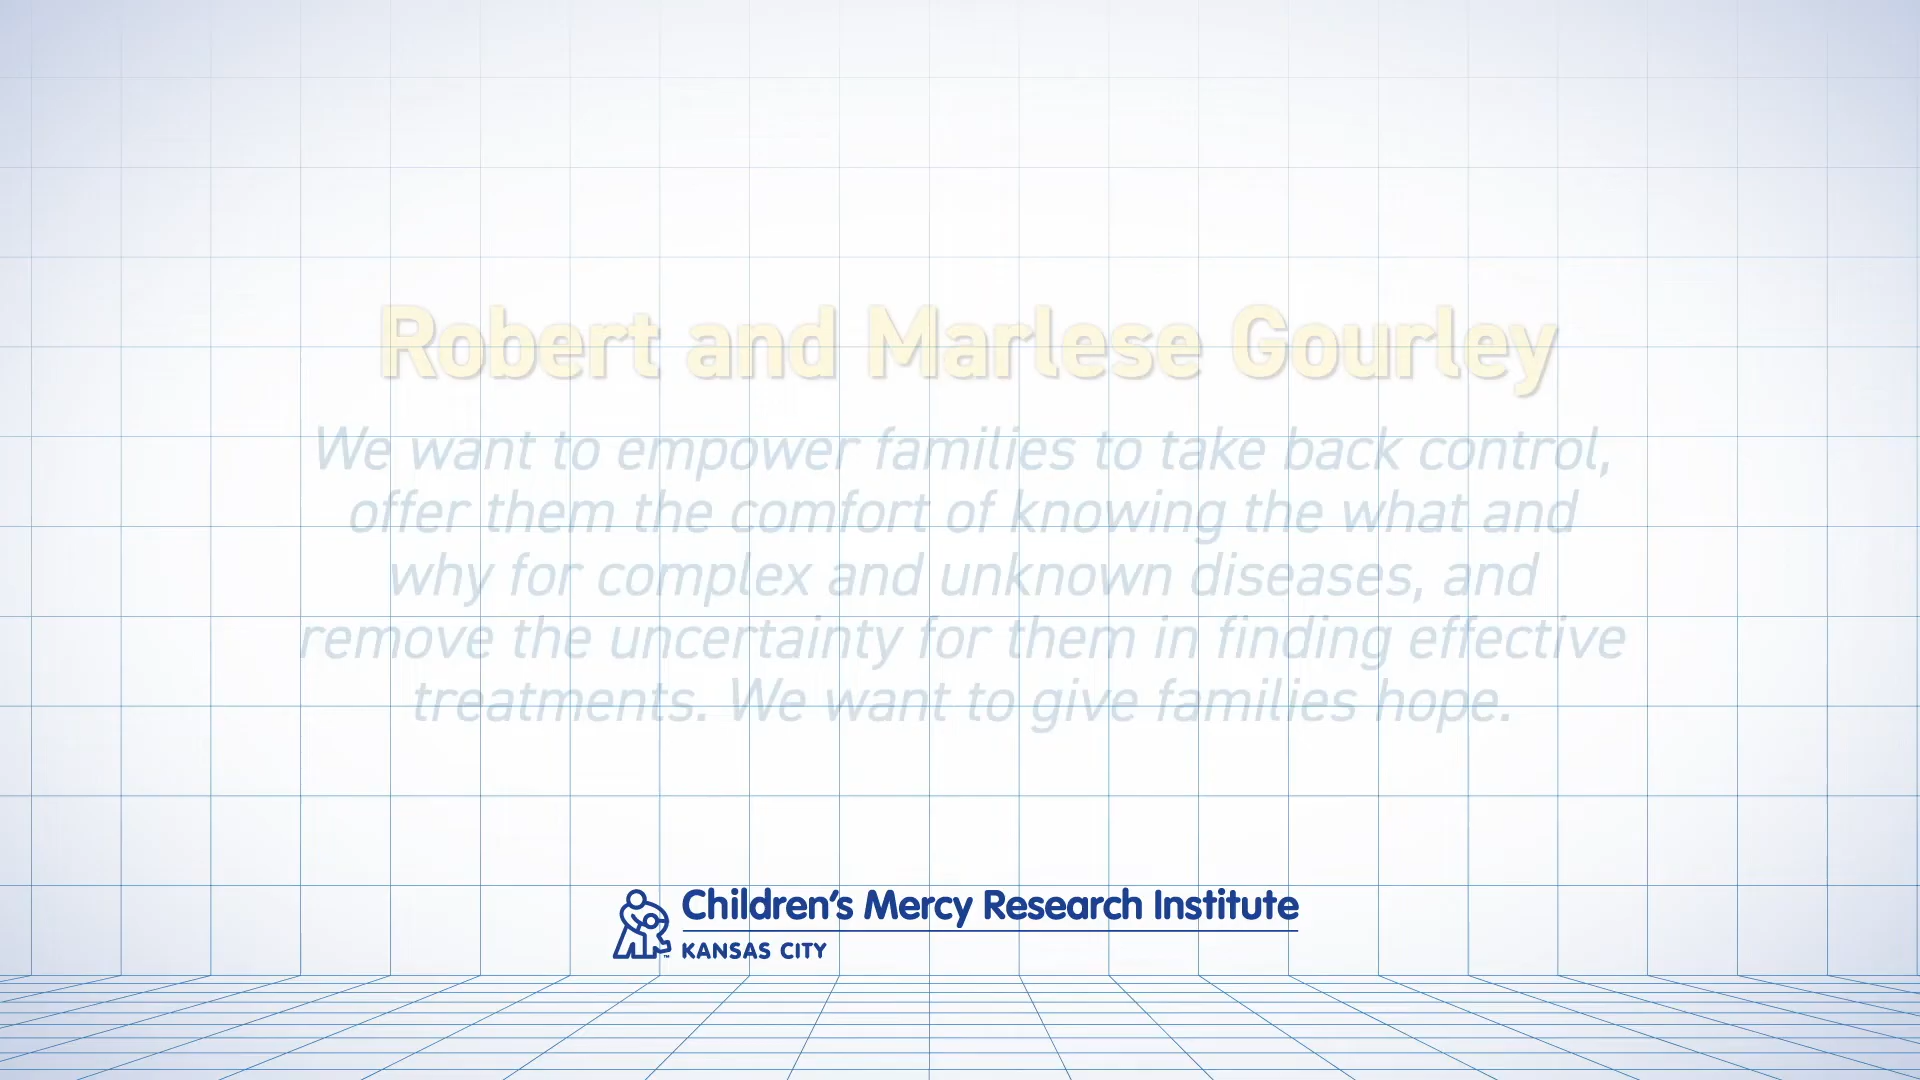 Robert and Marlese Gourley
We want to empower families to take back control,
offer them the comfort of knowing the what and
why for complex and unknown diseases, and
remove the uncertainty for them in finding effective
treatments. We want to give families hope.
Children's Mercy Research Institute
KANSAS CITY